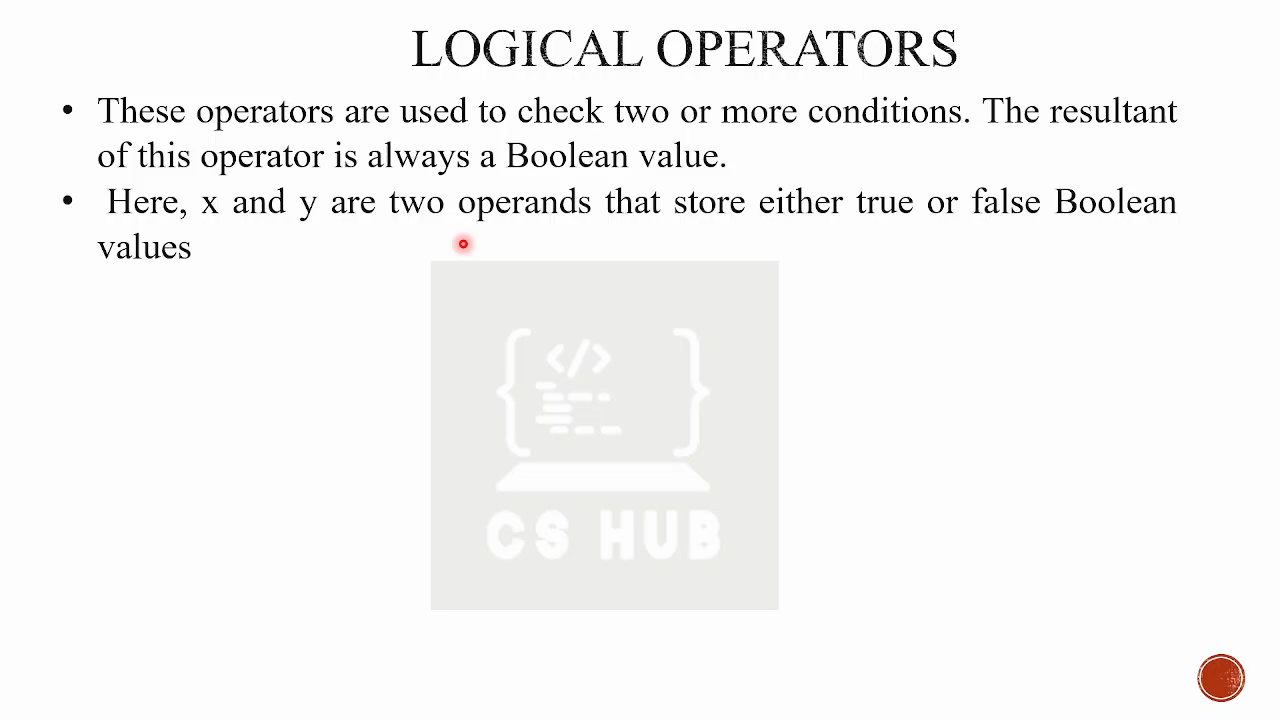 LOGICAL OPERATORS
• These operators are used to check two or more conditions. The resultant
of this operator is always a Boolean value.
• Here, x and y are two operands that store either true or false Boolean
values
</>
CS HUB